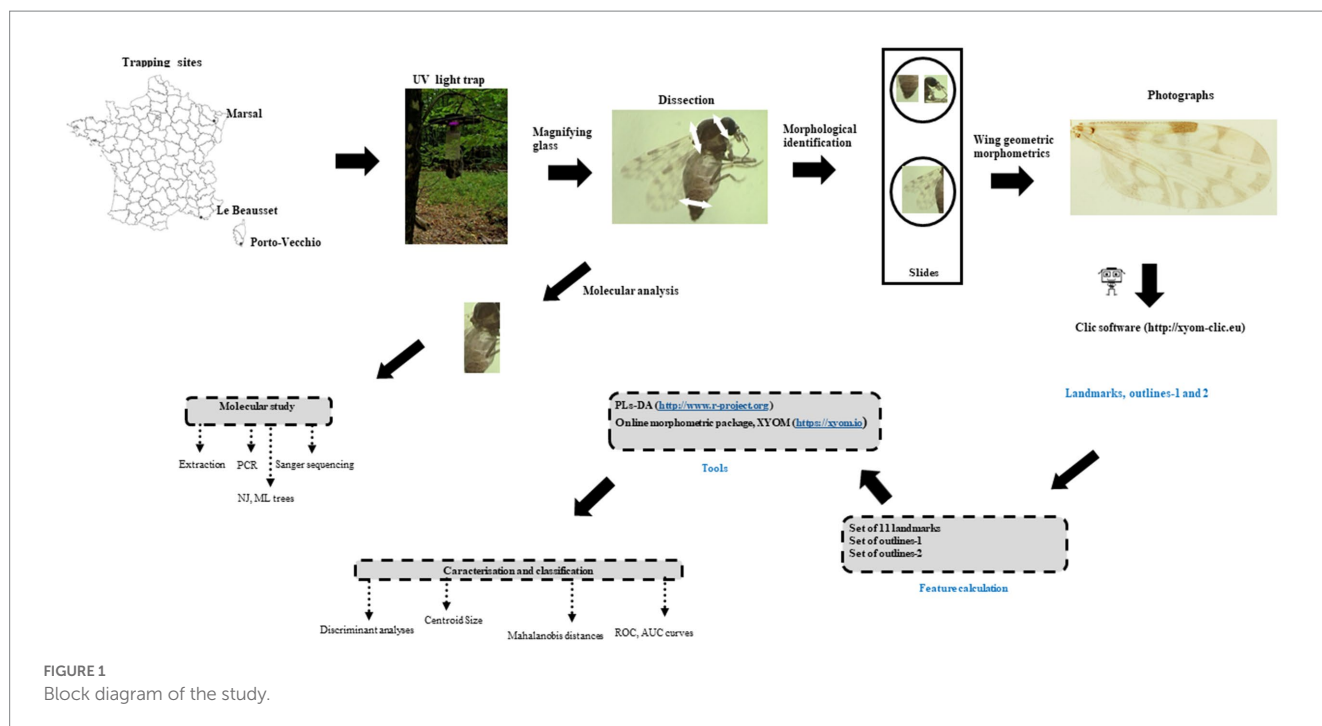 Trapping sites
Marsal
Le Beausset
Porto-Vecchio
UV light trap
Magnifying
glass
Dissection
Morphological
identification
Slides
Wing geometric
morphometrics
Photographs
Clic software (http://xyom-clic.eu)
Landmarks, outlines-1 and 2
Molecular analysis
Molecular study
Extraction
PCR
Sanger sequencing
NJ, ML trees
PLs-DA (http://www.r-project.org)
Online morphometric package, XYOM (https://xyom.io)
Tools
Set of 11 landmarks
Set of outlines-1
Set of outlines-2
Feature calculation
Caracterisation and classification
Discriminant analyses
Centroid Size
Mahalanobis distances
ROC, AUC curves
FIGURE 1
Block diagram of the study.